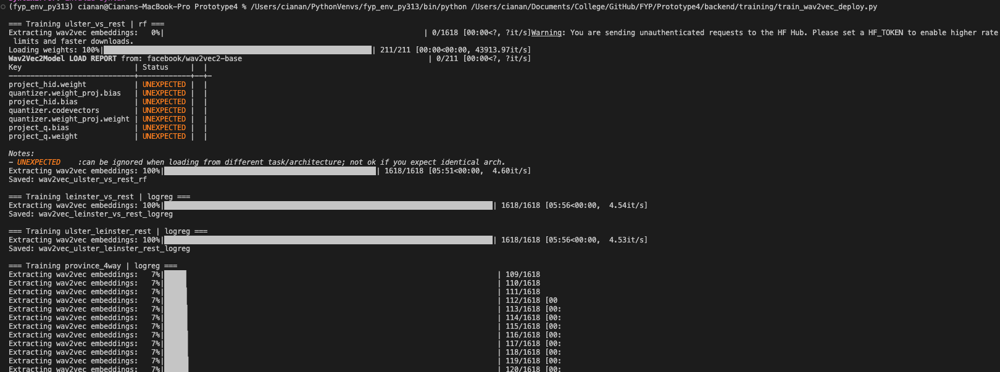 (fyp_env_py313) cianan@Cianans-MacBook-Pro Prototype4 % /Users/cianan/PythonVenvs/fyp_env_py313/bin/python /Users/cianan/Documents/College/GitHub/FYP/Prototype4/backend/training/train_wav2vec_deploy.py
=== Training ulster_vs_rest | rf ===
Extracting wav2vec embeddings:   0%|                                                            | 0/1618 [00:00<?, ?it/s]Warning: You are sending unauthenticated requests to the HF Hub. Please set a HF_TOKEN to enable higher rate
 limits and faster downloads.
Loading weights: 100%|| 211/211 [00:00<00:00, 43913.97it/s]
Wav2Vec2Model LOAD REPORT from: facebook/wav2vec2-base                                           | 0/211 [00:00<?, ?it/s]
Key                          | Status     |  |
-----------------------------+------------+--+-
project_hid.weight           | UNEXPECTED |  |
quantizer.weight_proj.bias   | UNEXPECTED |  |
project_hid.bias             | UNEXPECTED |  |
quantizer.codevectors        | UNEXPECTED |  |
quantizer.weight_proj.weight | UNEXPECTED |  |
project_q.bias               | UNEXPECTED |  |
project_q.weight             | UNEXPECTED |  |
Notes:
- UNEXPECTED    :can be ignored when loading from different task/architecture; not ok if you expect identical arch.
Extracting wav2vec embeddings: 100%|| 1618/1618 [05:51<00:00,  4.60it/s]
Saved: wav2vec_ulster_vs_rest_rf
=== Training leinster_vs_rest | logreg ===
Extracting wav2vec embeddings: 100%|| 1618/1618 [05:56<00:00,  4.54it/s]
Saved: wav2vec_leinster_vs_rest_logreg
=== Training ulster_leinster_rest | logreg ===
Extracting wav2vec embeddings: 100%|| 1618/1618 [05:56<00:00,  4.53it/s]
Saved: wav2vec_ulster_leinster_rest_logreg
=== Training province_4way | logreg ===
Extracting wav2vec embeddings:   7%|| 109/1618
Extracting wav2vec embeddings:   7%|| 110/1618
Extracting wav2vec embeddings:   7%|| 111/1618
Extracting wav2vec embeddings:   7%|| 112/1618 [00
Extracting wav2vec embeddings:   7%|| 113/1618 [00:
Extracting wav2vec embeddings:   7%|| 114/1618 [00:
Extracting wav2vec embeddings:   7%|| 115/1618 [00:
Extracting wav2vec embeddings:   7%|| 116/1618 [00:
Extracting wav2vec embeddings:   7%|| 117/1618 [00:
Extracting wav2vec embeddings:   7%|| 118/1618 [00:
Extracting wav2vec embeddings:   7%|| 119/1618 [00:
Extracting wav2vec embeddings:   7%|| 120/1618 [00: